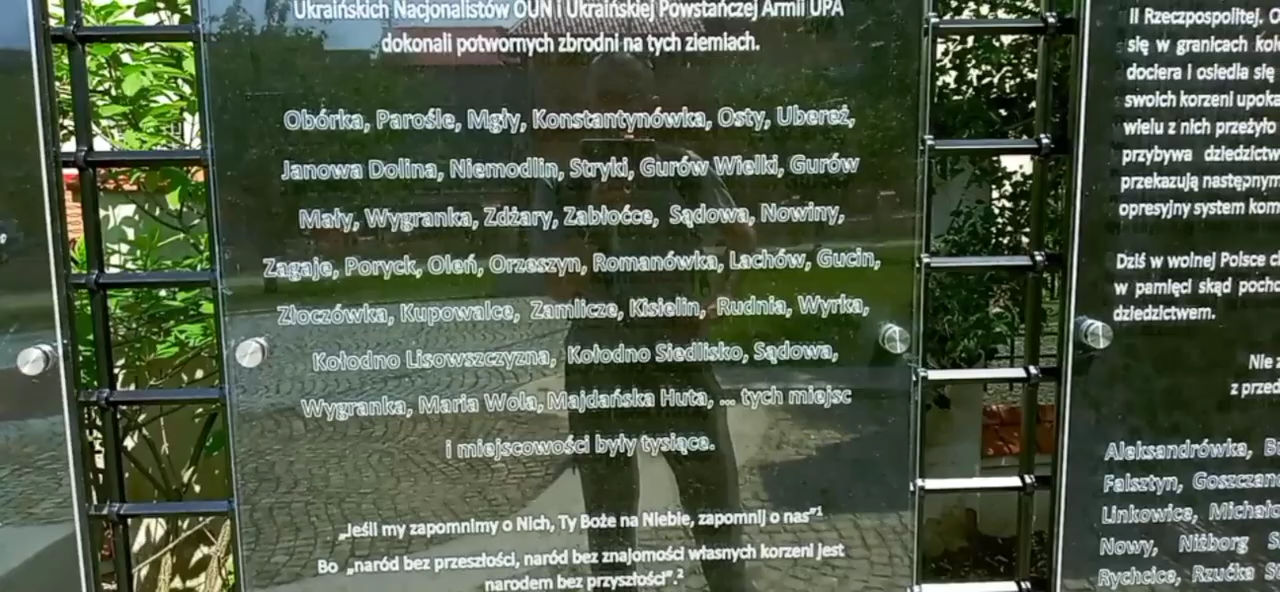 Ukraińskich Nacjonalistów OUN i Ukraińskiej Powstańczej Armii UPA
dokonali potwornych zbrodni na tych ziemiach.
Obórka, Parośle, Mgły, Konstantynówka, Osty, Ubereż,
Janowa Dolina, Niemodlin, Stryki, Gurów Wielki, Gurów
Mały, Wygranka, Zdżary, Zabłoćce, Sądowa, Nowiny,
Zagaje, Poryck, Oleń, Orzeszyn, Romanówka, Lachów, Gucin,
Złoczówka, Kupowalce, Zamlicze, Kisielin, Rudnia, Wyrka,
Kołodno Lisowszczyzna, Kołodno Siedlisko, Sądowa,
Wygranka, Maria Wola, Majdańska Huta, ... tych miejsc
i miejscowości były tysiące.
„Jeśli my zapomnimy o Nich, Ty Boże na Niebie, zapomnij o nas”¹
Bo „naród bez przeszłości, naród bez znajomości własnych korzeni jest
narodem bez przyszłości”.²
II Rzeczpospolitej.
się w granicach
dociera i osiedla się
swoich korzeni
wielu z nich przeżyło
przybywa dziedzictw
przekazują następnym
opresyjny system
Dziś w wolnej Polsce
w pamięci skąd
dziedzictwem.
Nie
z
Aleksandrówka,
Falsztyn,
Linkowice,
Nowy, Niżborg
Rychcice, Rzućka